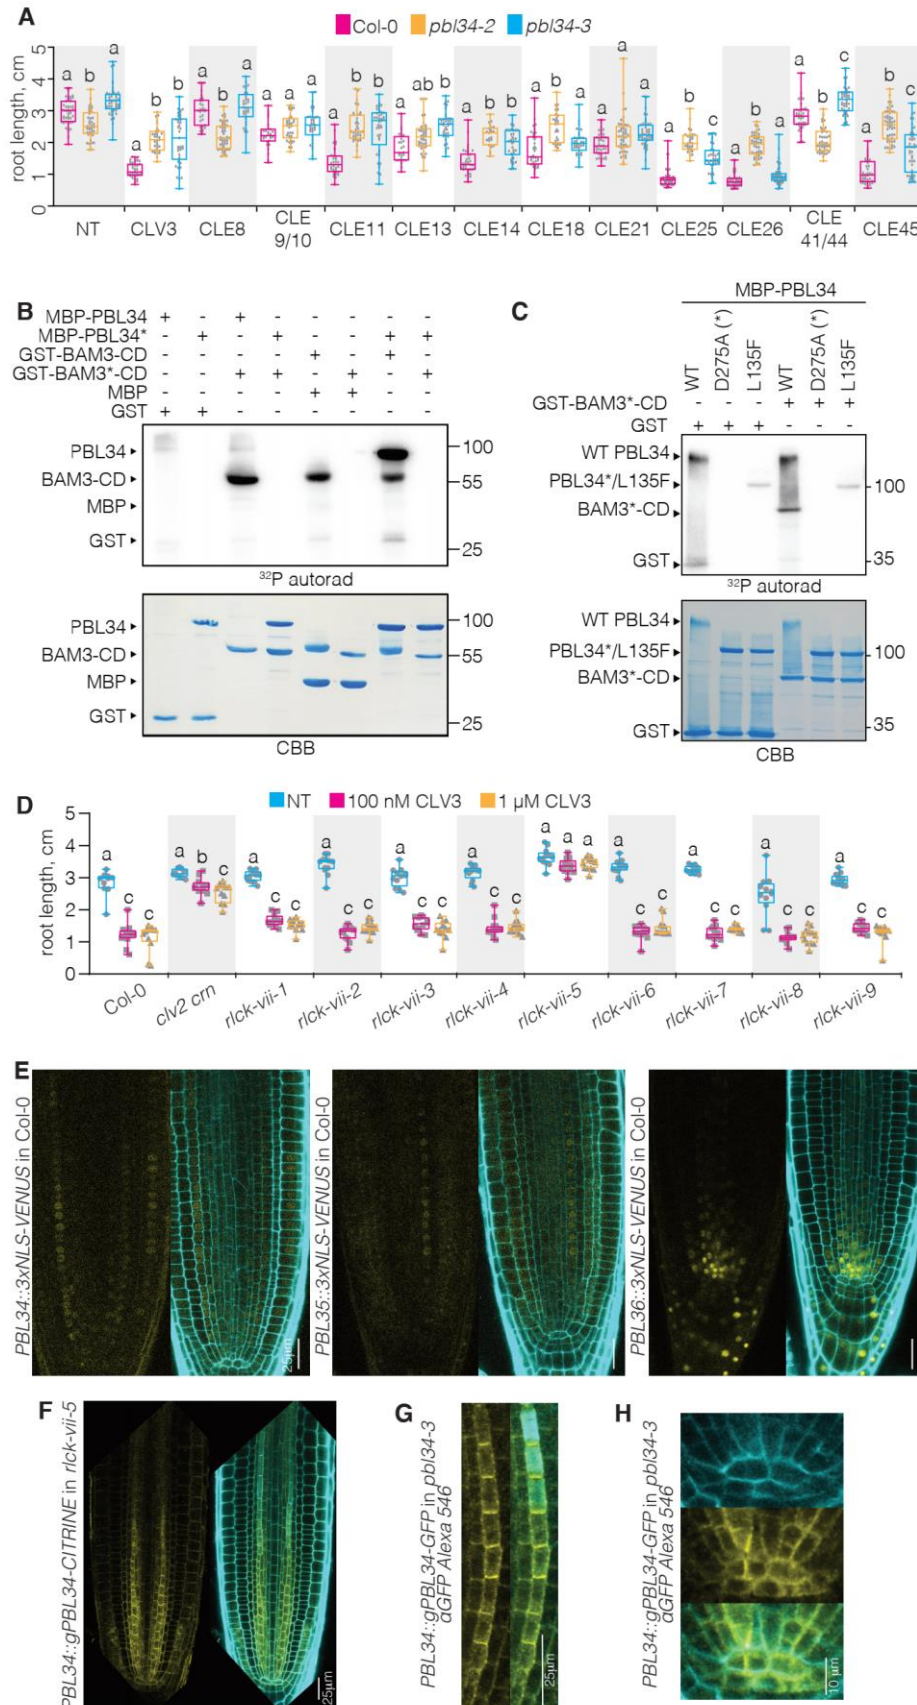 A
Col-0 pbl34-2 pbl34-3
root length, cm
5
4
3
2
1
0
a b a
a b b
a b a
a a a
a b b
a ab b
a b b
a b a
a a a
a b c
a b a
a b c
a b c
NT CLV3 CLE8 CLE 9/10 CLE11 CLE13 CLE14 CLE18 CLE21 CLE25 CLE26 CLE 41/44 CLE45
B
MBP-PBL34 + - + - - - - -
MBP-PBL34* - + - + - - + +
GST-BAM3-CD - - - - + - + -
GST-BAM3*-CD - - + + - + - +
MBP - - - - + + - -
GST + + - - - - - -
PBL34
BAM3-CD
MBP
GST
100
55
25
32P autorad
PBL34
BAM3-CD
MBP
GST
100
55
25
CBB
C
MBP-PBL34
WT D275A (*) L135F WT D275A (*) L135F
GST-BAM3*-CD - - - + + +
GST + + + - - -
WT PBL34
PBL34*/L135F
BAM3*-CD
GST
100
35
32P autorad
WT PBL34
PBL34*/L135F
BAM3*-CD
GST
100
35
CBB
D
NT 100 nM CLV3 1 µM CLV3
root length, cm
5
4
3
2
1
0
a c c
a b c
a c c
a c c
a c c
a c c
a a a
a c c
a c c
a c c
a c c
Col-0 clv2 crn rlck-vii-1 rlck-vii-2 rlck-vii-3 rlck-vii-4 rlck-vii-5 rlck-vii-6 rlck-vii-7 rlck-vii-8 rlck-vii-9
E
PBL34::3xNLS-VENUS in Col-0
25µm
PBL35::3xNLS-VENUS in Col-0
PBL36::3xNLS-VENUS in Col-0
F
PBL34::gPBL34-CITRINE in rlck-vii-5
25µm
G
PBL34::gPBL34-GFP in pbl34-3
αGFP Alexa 546
25µm
H
PBL34::gPBL34-GFP in pbl34-3
αGFP Alexa 546
10 µm